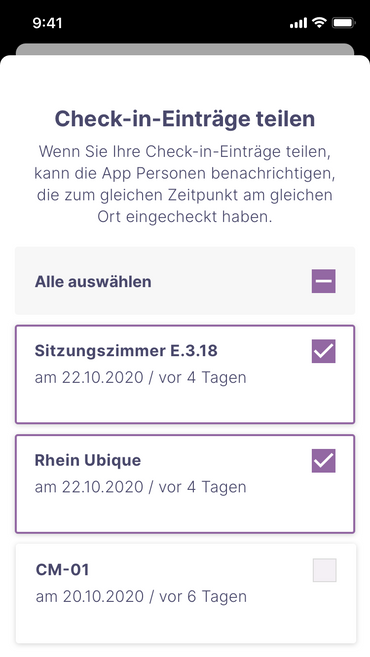 9:41
Check-in-Einträge teilen
Wenn Sie Ihre Check-in-Einträge teilen,
kann die App Personen benachrichtigen,
die zum gleichen Zeitpunkt am gleichen
Ort eingecheckt haben.
Alle auswählen
Sitzungszimmer E.3.18
am 22.10.2020 / vor 4 Tagen
Rhein Ubique
am 22.10.2020 / vor 4 Tagen
CM-01
am 20.10.2020 / vor 6 Tagen